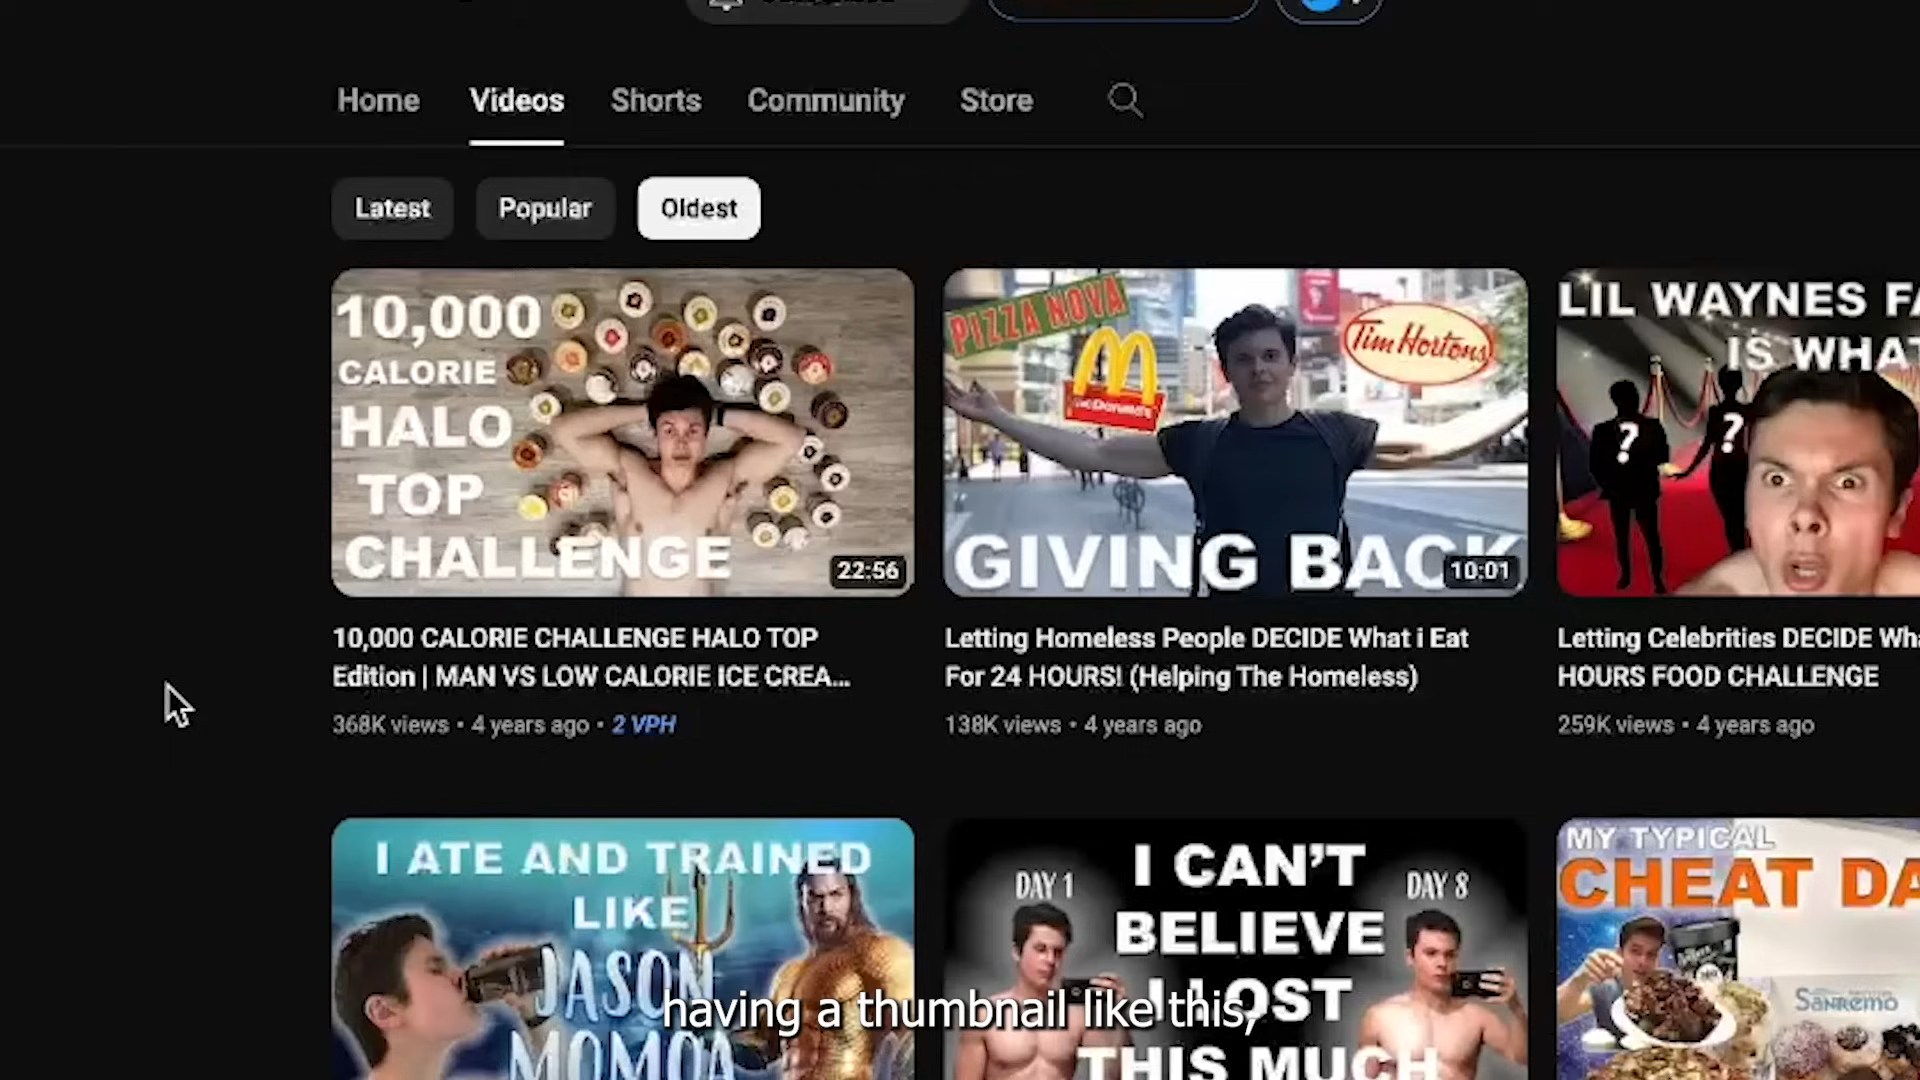 Home Videos Shorts Community Store
Latest Popular Oldest
10,000
CALORIE
HALO
TOP
CHALLENGE
22:56
PIZZA NOVA
McDonald's
Tim Hortons
GIVING BACK
10:01
LIL WAYNES FA
IS WHAT
? ?
10,000 CALORIE CHALLENGE HALO TOP
Edition | MAN VS LOW CALORIE ICE CREA...
368K views • 4 years ago • 2 VPH
Letting Homeless People DECIDE What i Eat
For 24 HOURS! (Helping The Homeless)
138K views • 4 years ago
Letting Celebrities DECIDE Wha
HOURS FOOD CHALLENGE
259K views • 4 years ago
I ATE AND TRAINED
LIKE
JASON
MOMOA
DAY 1
I CAN'T
BELIEVE
I LOST
THIS MUCH
DAY 8
MY TYPICAL
CHEAT DA
SANREMO
having a thumbnail like this,